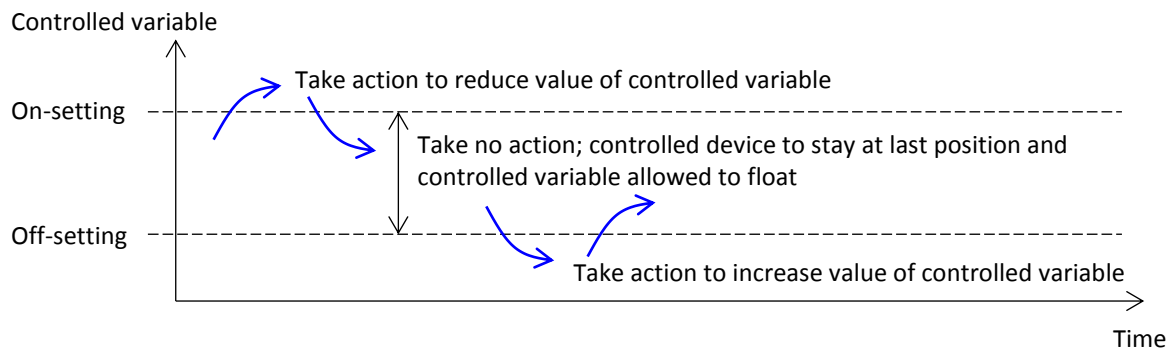 Controlled variable
Take action to reduce value of controlled variable
On-setting
Take no action; controlled device to stay at last position and
controlled variable allowed to float
Off-setting
Take action to increase value of controlled variable
Time